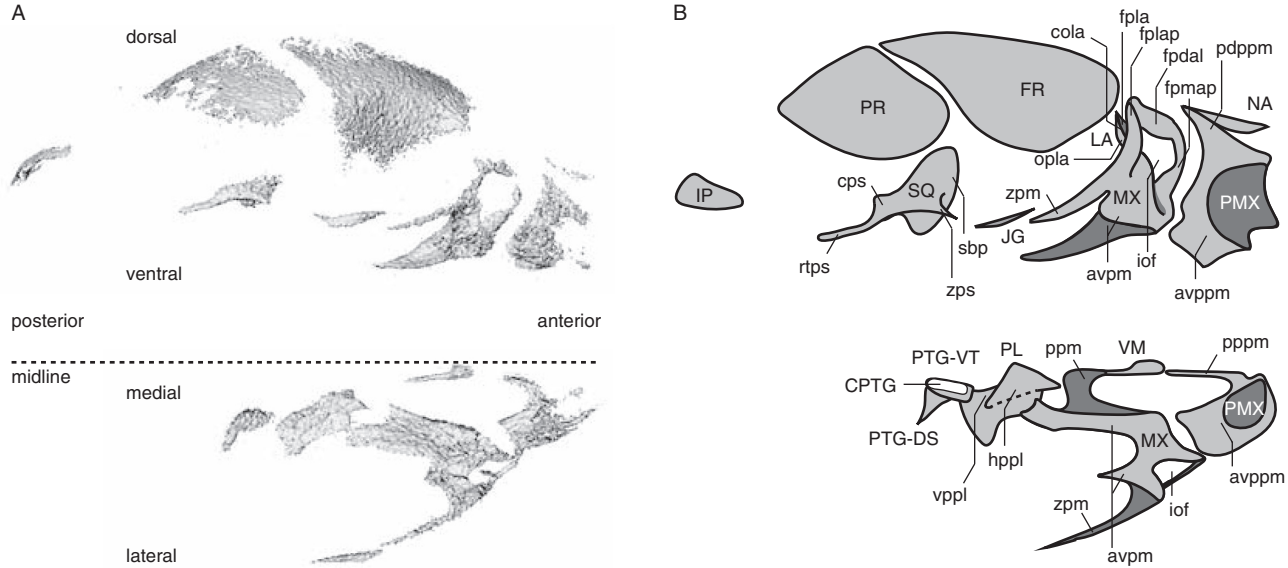 A
dorsal
ventral
posterior
anterior
midline
medial
lateral
B
fpla
cola
fplap
fpdal
pdppm
fpmap
NA
FR
PR
LA
opla
cps
SQ
zpm
MX
PMX
IP
JG
sbp
rtps
zps
avpm
iof
avppm
PTG-VT
PL
ppm
VM
pppm
CPTG
PMX
PTG-DS
MX
hppl
avppm
vppl
zpm
iof
avpm